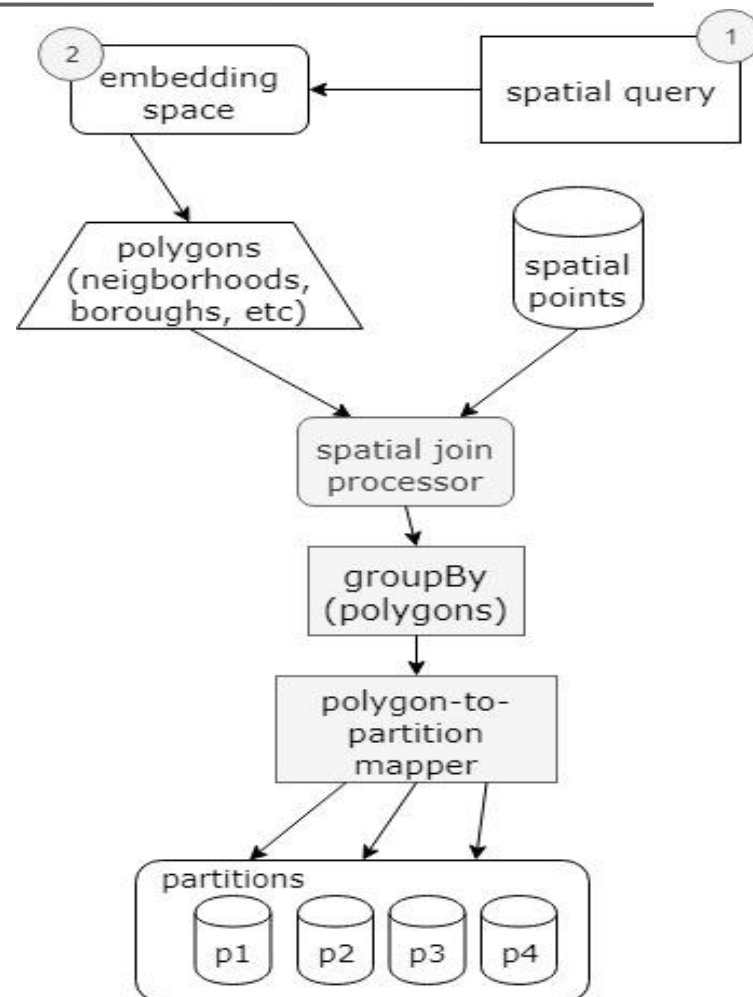 2
embedding
space
1
spatial query
polygons
(neigborhoods,
boroughs, etc)
spatial
points
spatial join
processor
groupBy
(polygons)
polygon-to-
partition
mapper
partitions
p1
p2
p3
p4